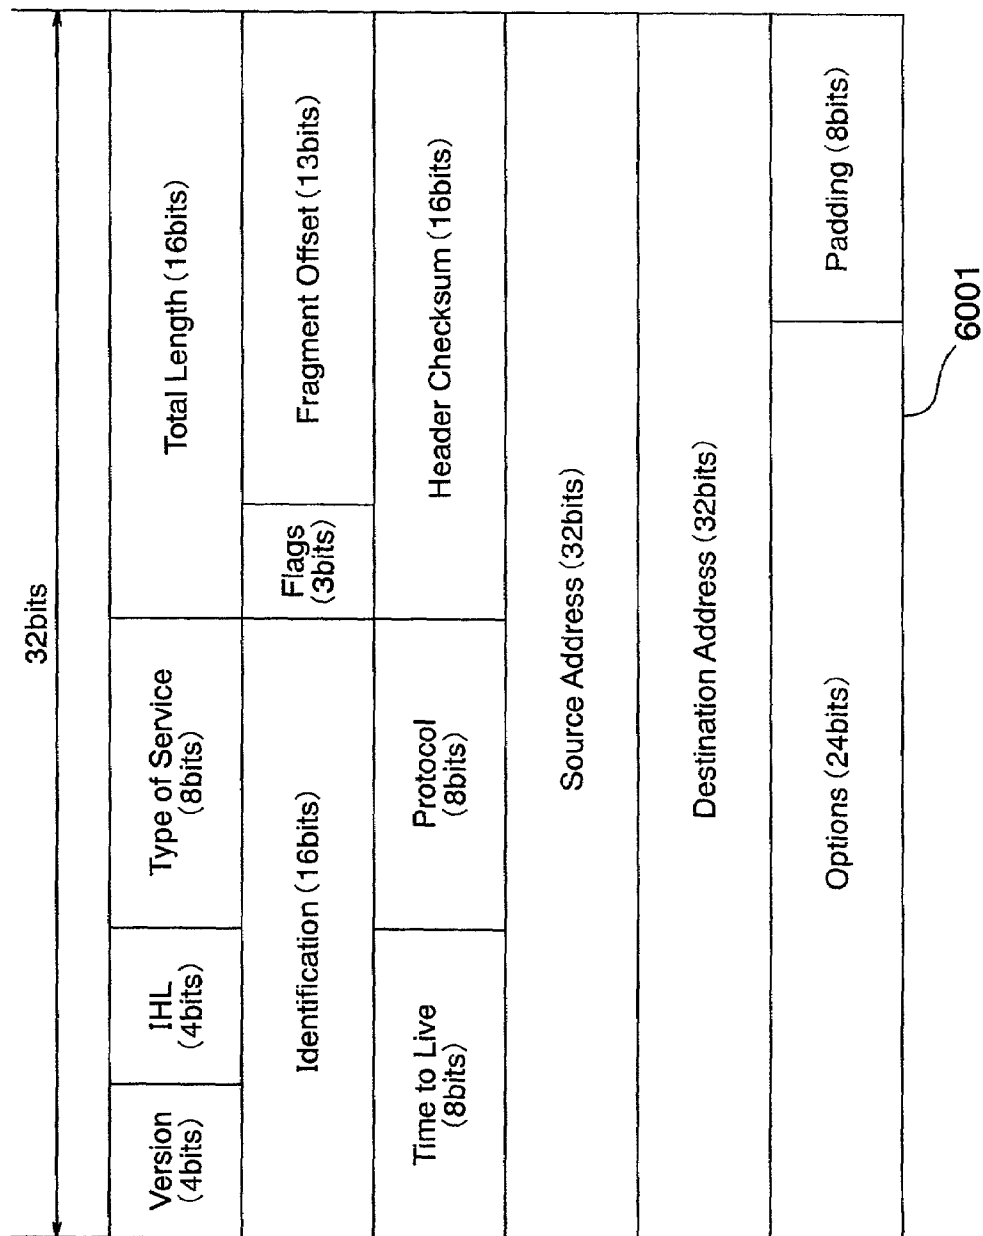 32bits
Version
(4bits)
IHL
(4bits)
Type of Service
(8bits)
Total Length (16bits)
Identification (16bits)
Flags
(3bits)
Fragment Offset (13bits)
Time to Live
(8bits)
Protocol
(8bits)
Header Checksum (16bits)
Source Address (32bits)
Destination Address (32bits)
Options (24bits)
Padding (8bits)
6001